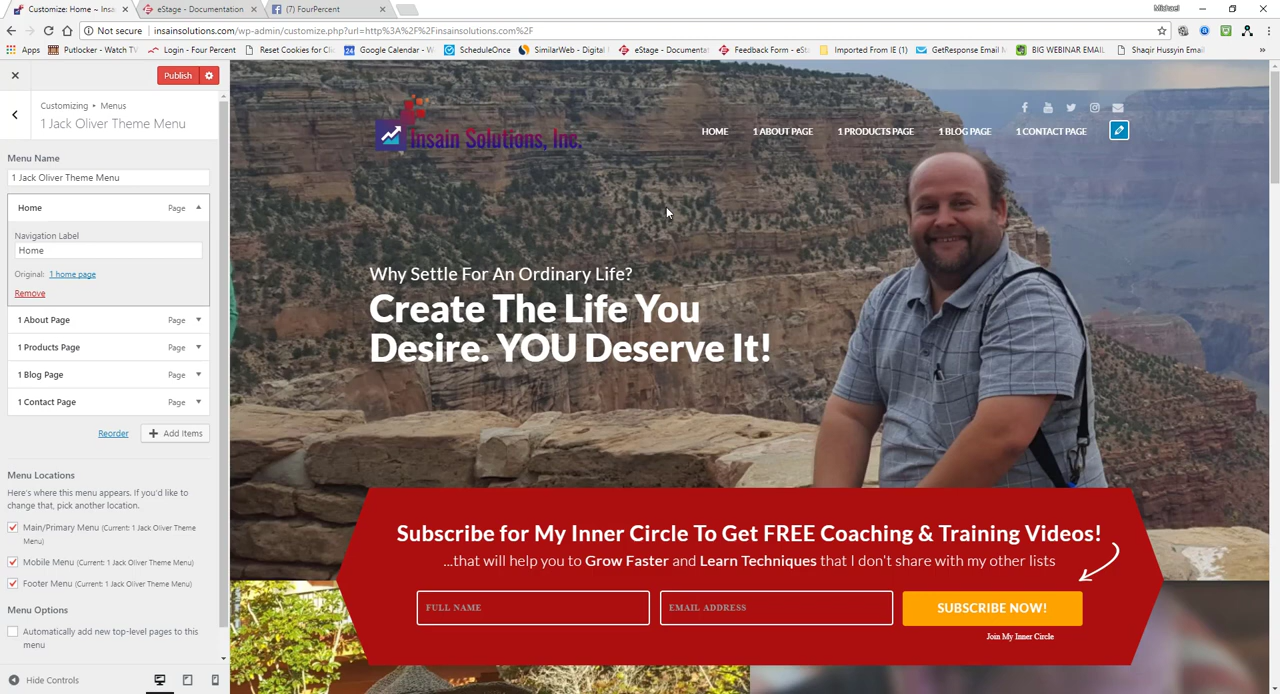 Customize: Home ~ Insa
eStage - Documentation
(7) FourPercent
Michael
Not secure
insainsolutions.com/wp-admin/customize.php?url=http%3A%2F%2Finsainsolutions.com%2F
Apps
Putlocker - Watch TV
Login - Four Percent
Reset Cookies for Cli
Google Calendar - W
ScheduleOnce
SimilarWeb - Digital
eStage - Documentat
Feedback Form - eSt
Imported From IE (1)
GetResponse Email M
BIG WEBINAR EMAIL
Shaqir Hussyin Email
Publish
Customizing ▸ Menus
1 Jack Oliver Theme Menu
Menu Name
1 Jack Oliver Theme Menu
Home Page
Navigation Label
Home
Original: 1 home page
Remove
1 About Page Page
1 Products Page Page
1 Blog Page Page
1 Contact Page Page
Reorder
Add Items
Menu Locations
Here's where this menu appears. If you'd like to
change that, pick another location.
Main/Primary Menu (Current: 1 Jack Oliver Theme
Menu)
Mobile Menu (Current: 1 Jack Oliver Theme Menu)
Footer Menu (Current: 1 Jack Oliver Theme Menu)
Menu Options
Automatically add new top-level pages to this
menu
Hide Controls
Insain Solutions, Inc.
HOME
1 ABOUT PAGE
1 PRODUCTS PAGE
1 BLOG PAGE
1 CONTACT PAGE
Why Settle For An Ordinary Life?
Create The Life You
Desire. YOU Deserve It!
Subscribe for My Inner Circle To Get FREE Coaching & Training Videos!
...that will help you to Grow Faster and Learn Techniques that I don't share with my other lists
FULL NAME
EMAIL ADDRESS
SUBSCRIBE NOW!
Join My Inner Circle